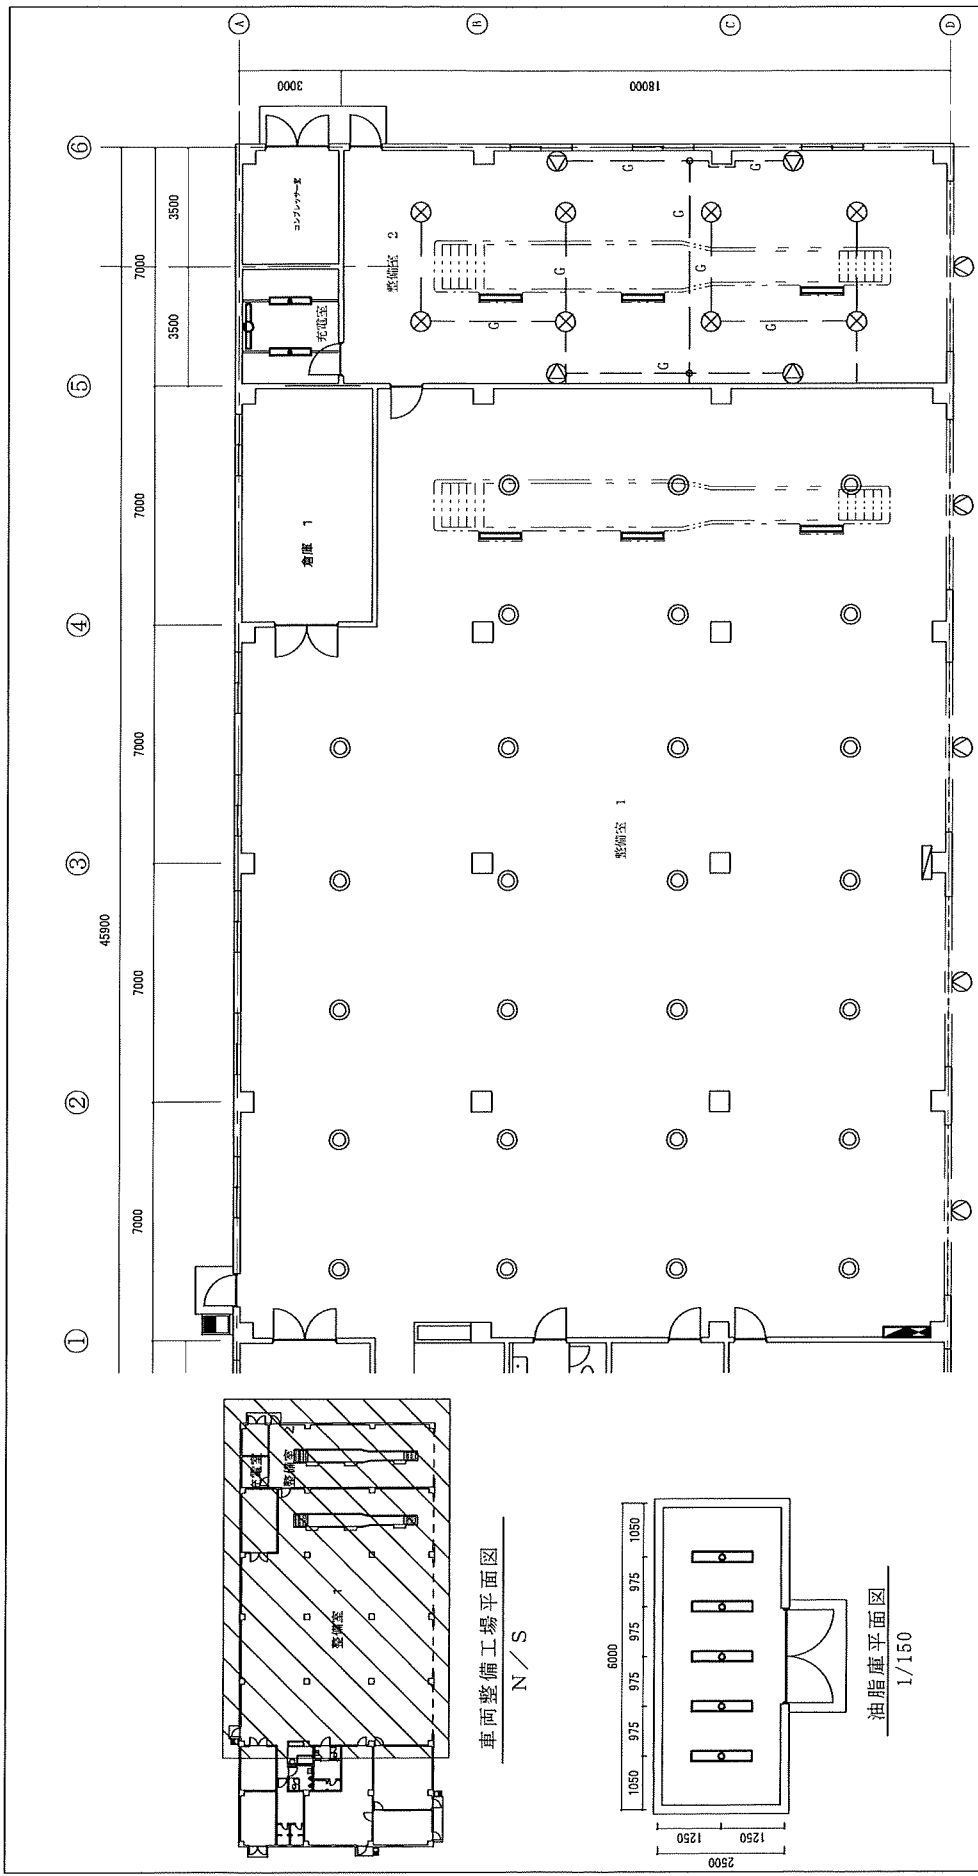 Ⓐ
Ⓑ
Ⓒ
Ⓓ
3000
18000
⑥
⑤
④
③
②
①
45900
7000
7000
7000
7000
7000
3500
3500
コンプレッサー室
充電室
整備室 2
倉庫 1
整備室 1
G
G
G
G
G
G
G
G
充電室
整備室 2
整備室 1
車両整備工場平面図
N/S
6000
1050
975
975
975
975
1050
2500
1250
1250
油脂庫平面図
1/150